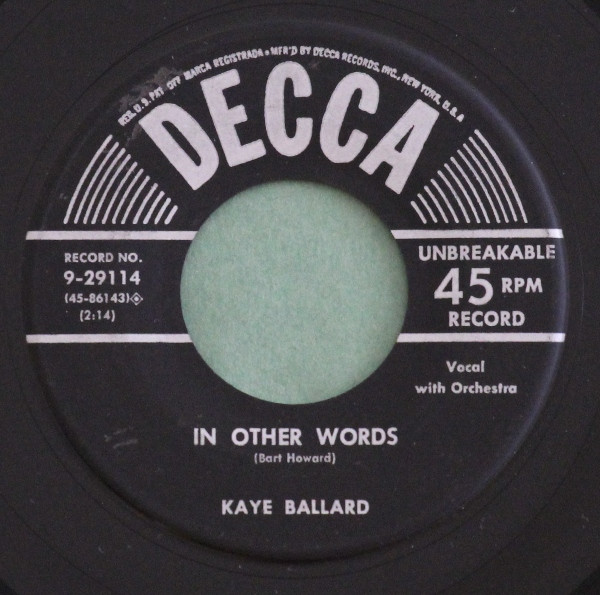 REG. U.S. PAT. OFF. MARCA REGISTRADA • MFR'D BY DECCA RECORDS, INC., NEW YORK, U.S.A.
DECCA
RECORD NO.
9-29114
(45-86143)
(2:14)
UNBREAKABLE
45 RPM
RECORD
Vocal
with Orchestra
IN OTHER WORDS
(Bart Howard)
KAYE BALLARD